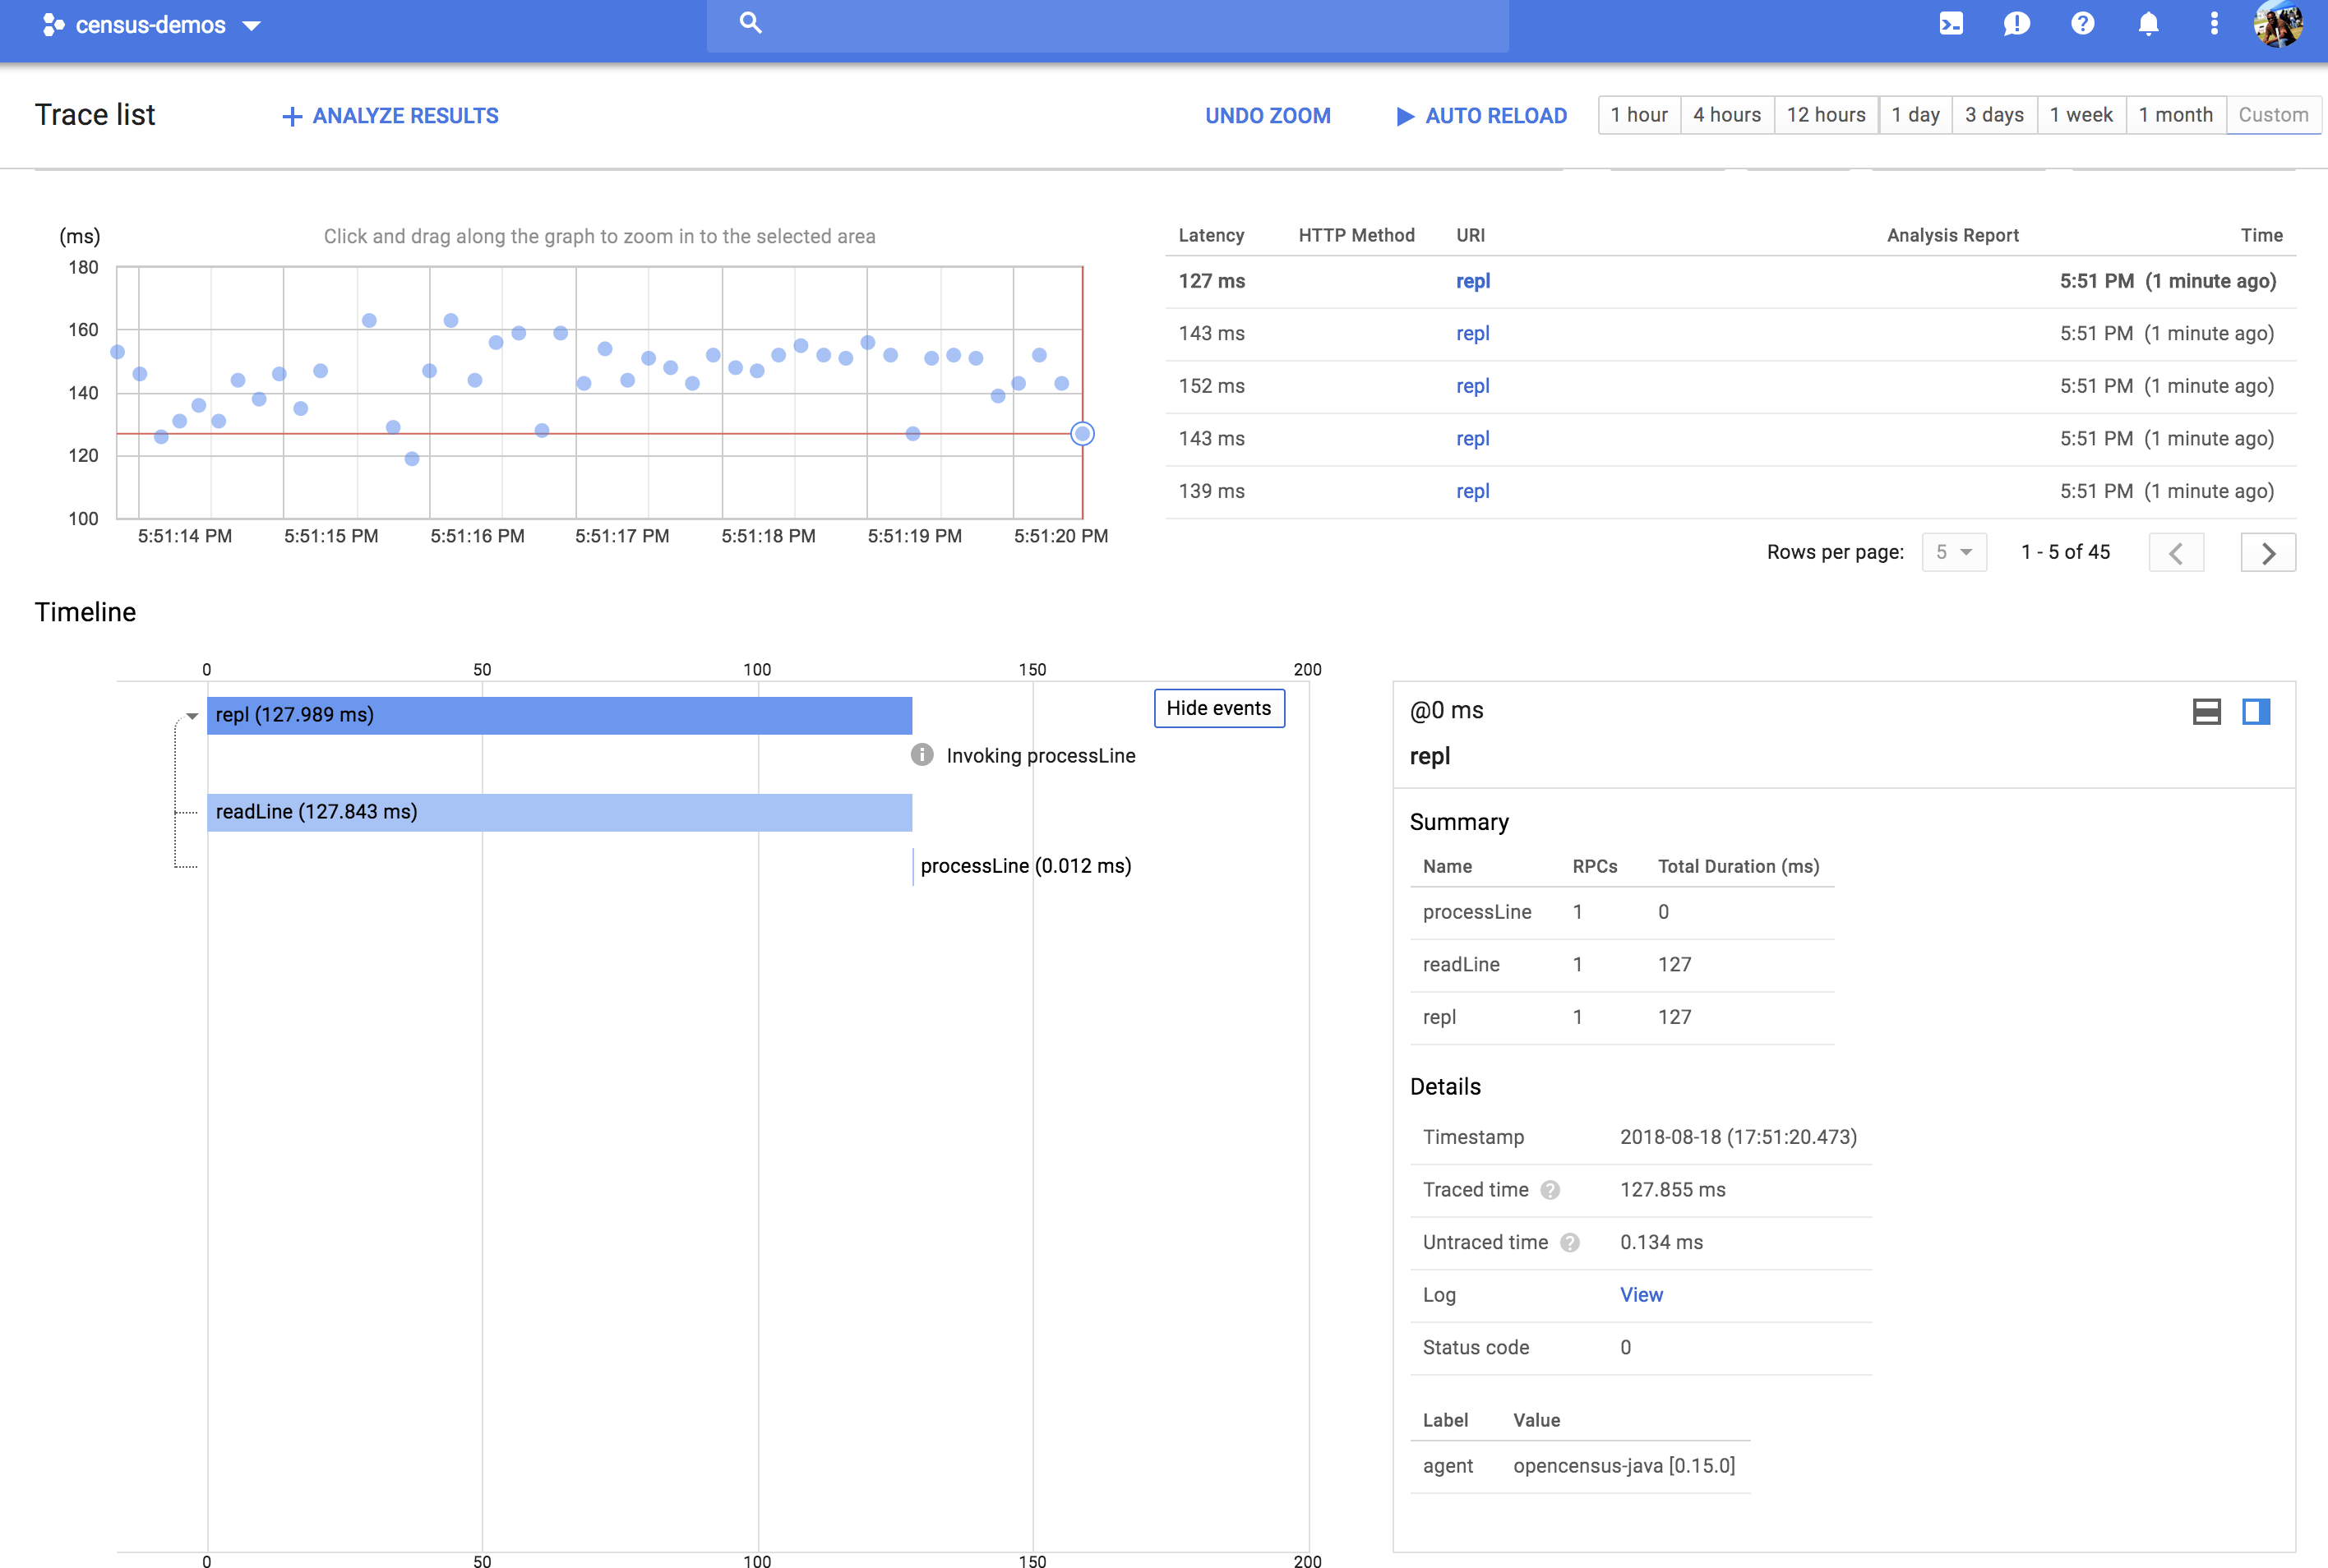 census-demos
Trace list
ANALYZE RESULTS
UNDO ZOOM
AUTO RELOAD
1 hour
4 hours
12 hours
1 day
3 days
1 week
1 month
Custom
(ms)
Click and drag along the graph to zoom in to the selected area
180
160
140
120
100
5:51:14 PM 5:51:15 PM 5:51:16 PM 5:51:17 PM 5:51:18 PM 5:51:19 PM 5:51:20 PM
Latency HTTP Method URI Analysis Report Time
127 ms repl 5:51 PM (1 minute ago)
143 ms repl 5:51 PM (1 minute ago)
152 ms repl 5:51 PM (1 minute ago)
143 ms repl 5:51 PM (1 minute ago)
139 ms repl 5:51 PM (1 minute ago)
Rows per page: 5 1 - 5 of 45
Timeline
0 50 100 150 200
repl (127.989 ms)
Hide events
Invoking processLine
readLine (127.843 ms)
processLine (0.012 ms)
0 50 100 150 200
@0 ms
repl
Summary
Name RPCs Total Duration (ms)
processLine 1 0
readLine 1 127
repl 1 127
Details
Timestamp 2018-08-18 (17:51:20.473)
Traced time 127.855 ms
Untraced time 0.134 ms
Log View
Status code 0
Label Value
agent opencensus-java [0.15.0]